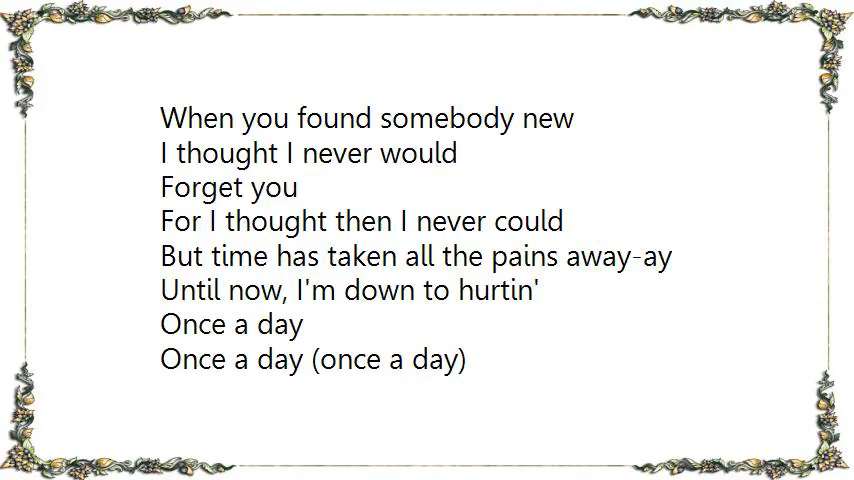 When you found somebody new
I thought I never would
Forget you
For I thought then I never could
But time has taken all the pains away-ay
Until now, I'm down to hurtin'
Once a day
Once a day (once a day)